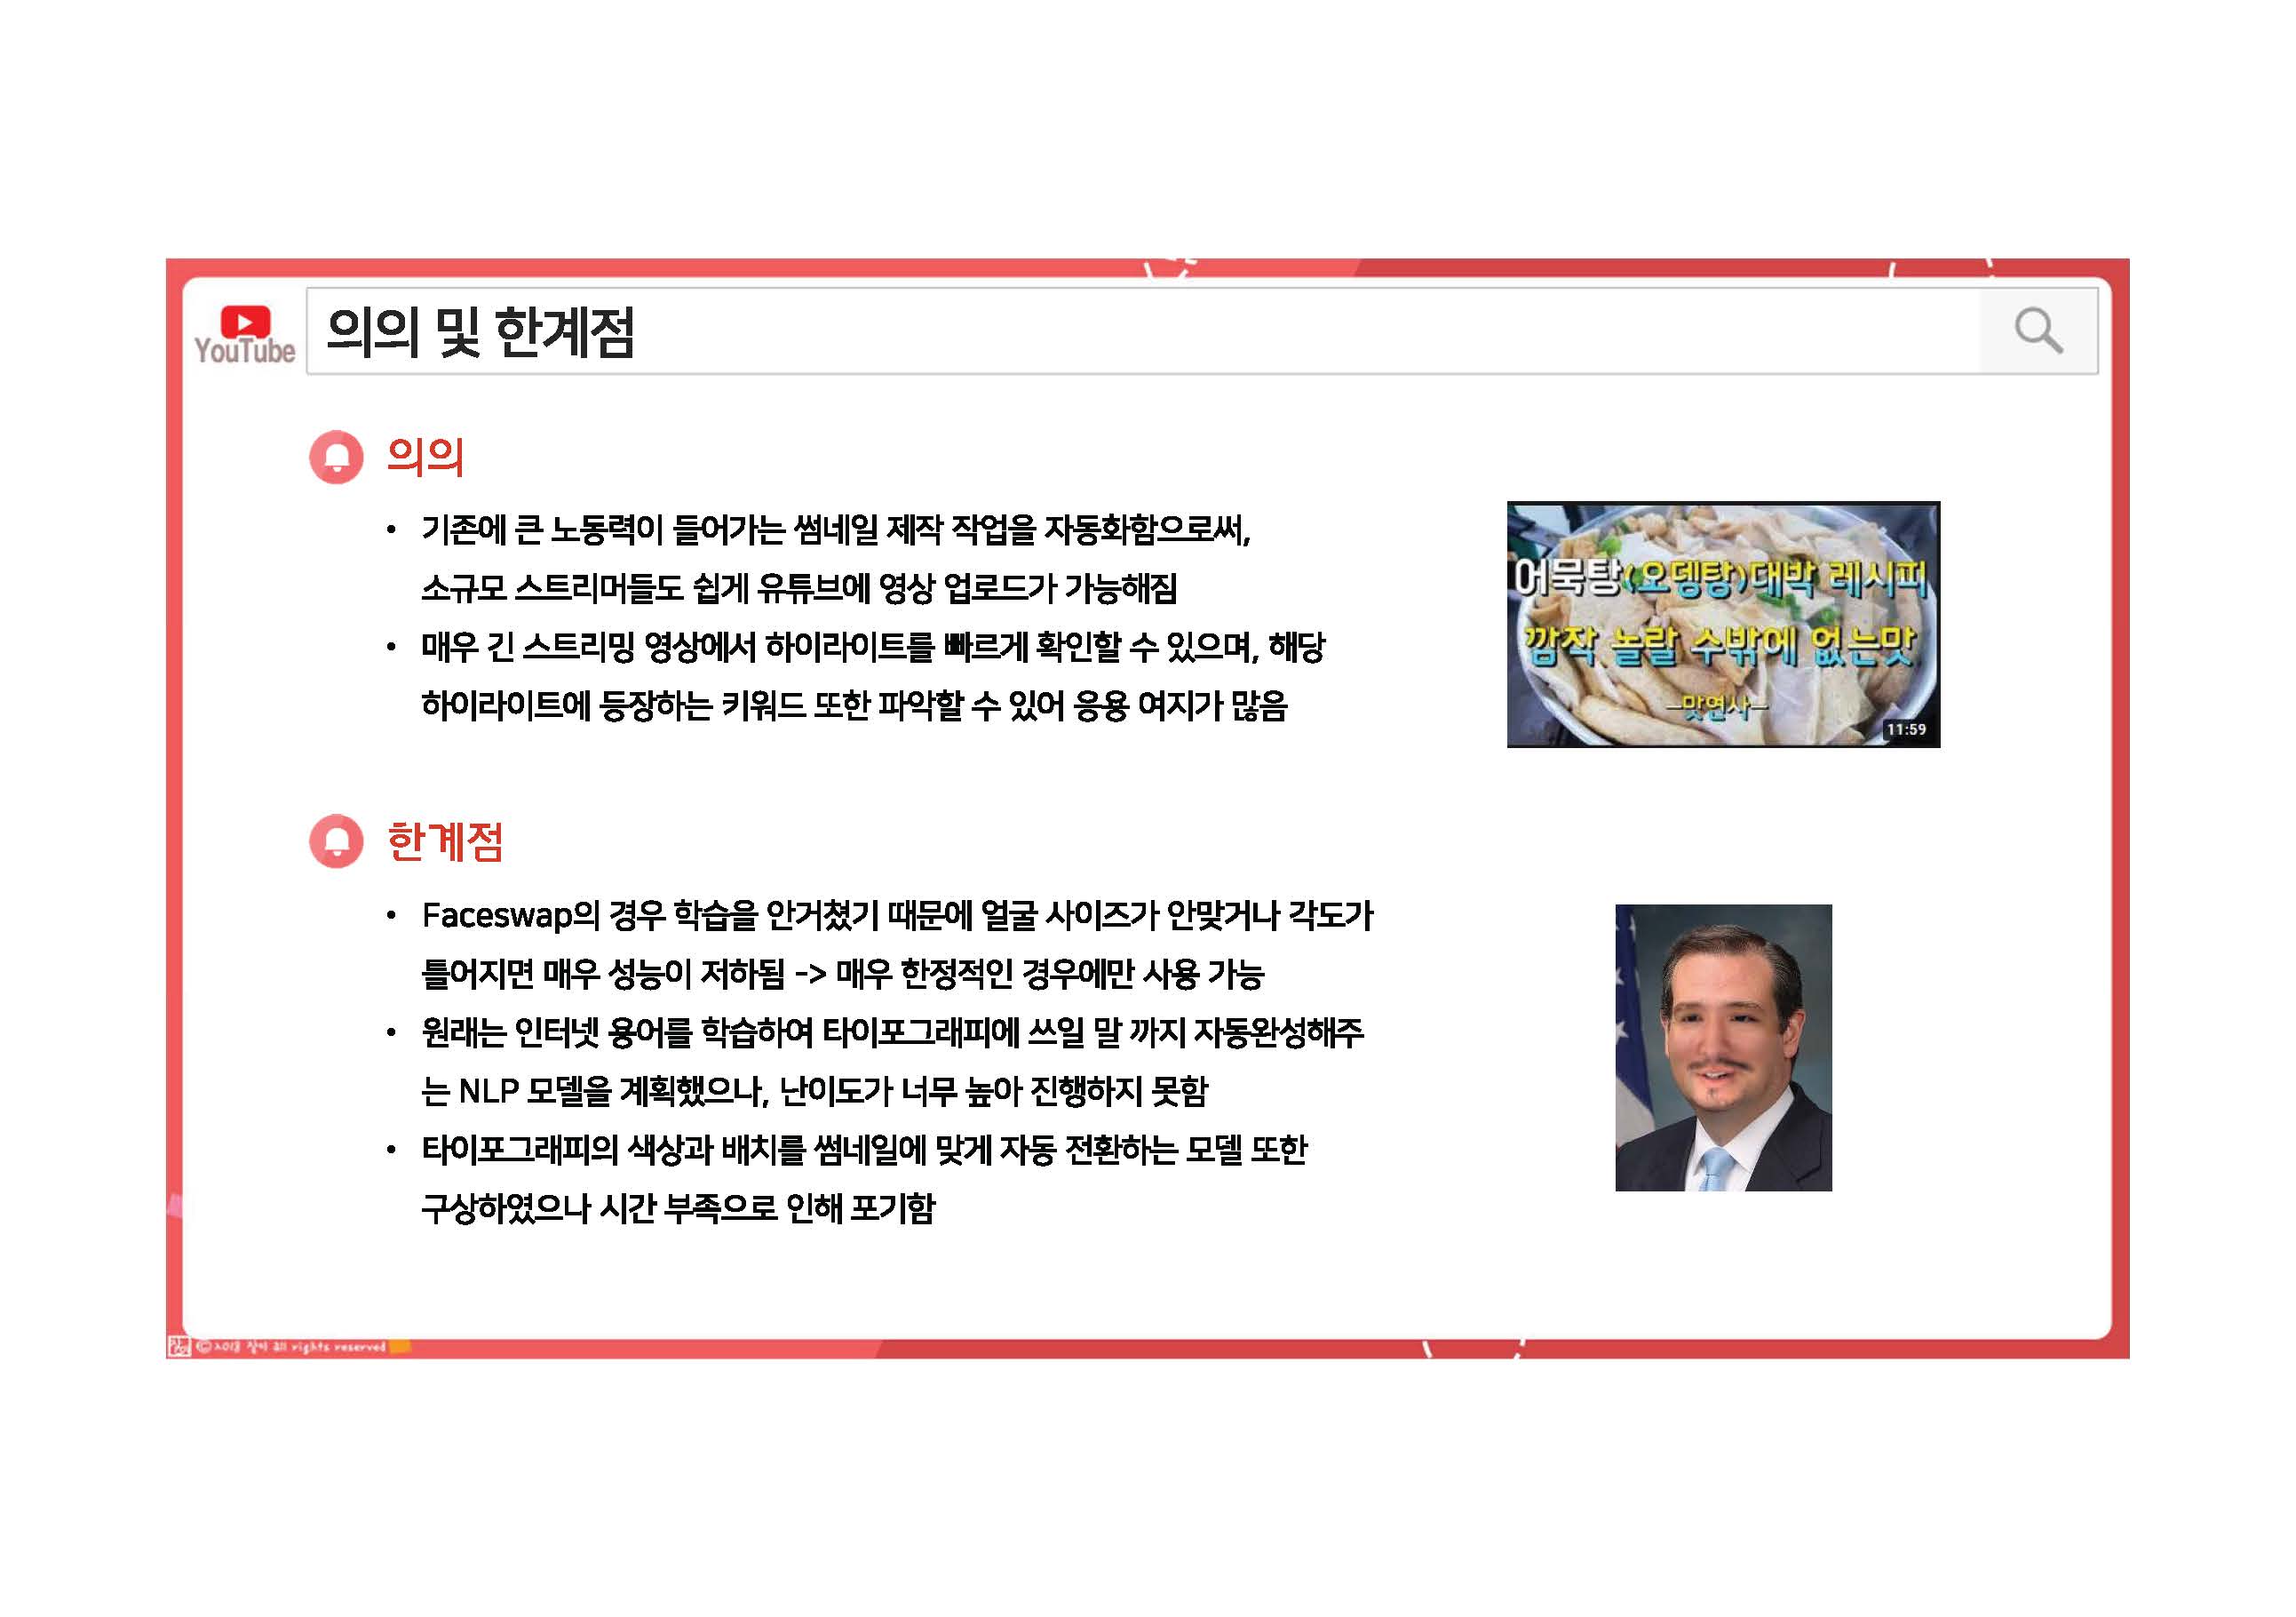 YouTube
의의 및 한계점
의의
• 기존에 큰 노동력이 들어가는 썸네일 제작 작업을 자동화함으로써,
소규모 스트리머들도 쉽게 유튜브에 영상 업로드가 가능해짐
• 매우 긴 스트리밍 영상에서 하이라이트를 빠르게 확인할 수 있으며, 해당
하이라이트에 등장하는 키워드 또한 파악할 수 있어 응용 여지가 많음
어묵탕(오뎅탕)대박 레시피
깜작 놀랄 수밖에 없는맛
-맛연사-
11:59
한계점
• Faceswap의 경우 학습을 안거쳤기 때문에 얼굴 사이즈가 안맞거나 각도가
틀어지면 매우 성능이 저하됨 -> 매우 한정적인 경우에만 사용 가능
• 원래는 인터넷 용어를 학습하여 타이포그래피에 쓰일 말 까지 자동완성해주
는 NLP 모델을 계획했으나, 난이도가 너무 높아 진행하지 못함
• 타이포그래피의 색상과 배치를 썸네일에 맞게 자동 전환하는 모델 또한
구상하였으나 시간 부족으로 인해 포기함
rights reserved